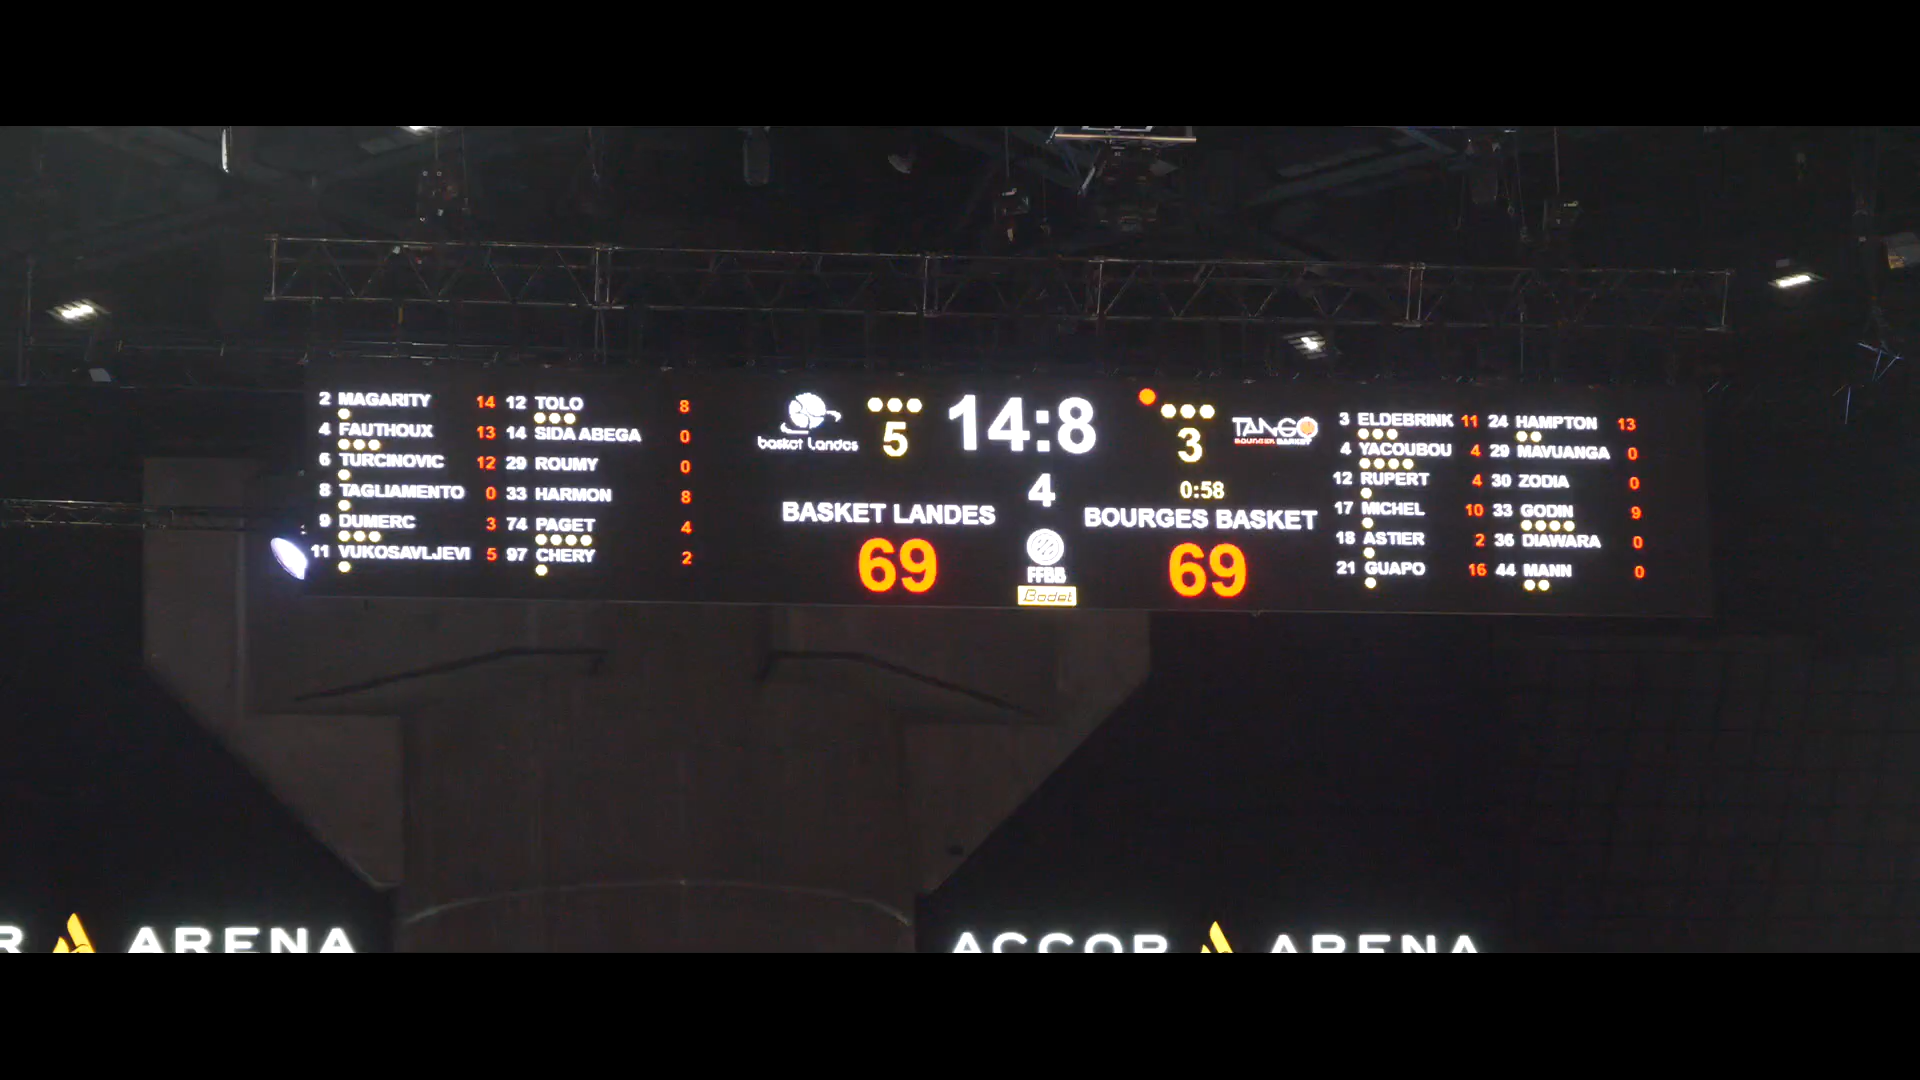 2 MAGARITY 14 12 TOLO 8
4 FAUTHOUX 13 14 SIDA ABEGA 0
5 TURCINOVIC 12 29 ROUMY 0
8 TAGLIAMENTO 0 33 HARMON 8
9 DUMERC 3 74 PAGET 4
11 VUKOSAVLJEVI 5 97 CHERY 2
basket Landes
5
14:8
4
3
TANGO
BOURGES BASKET
0:58
BASKET LANDES
69
BOURGES BASKET
69
FFBB
Bodet
3 ELDEBRINK 11 24 HAMPTON 13
4 YACOUBOU 4 29 MAVUANGA 0
12 RUPERT 4 30 ZODIA 0
17 MICHEL 10 33 GODIN 9
18 ASTIER 2 36 DIAWARA 0
21 GUAPO 16 44 MANN 0
R ARENA
ACCOR ARENA